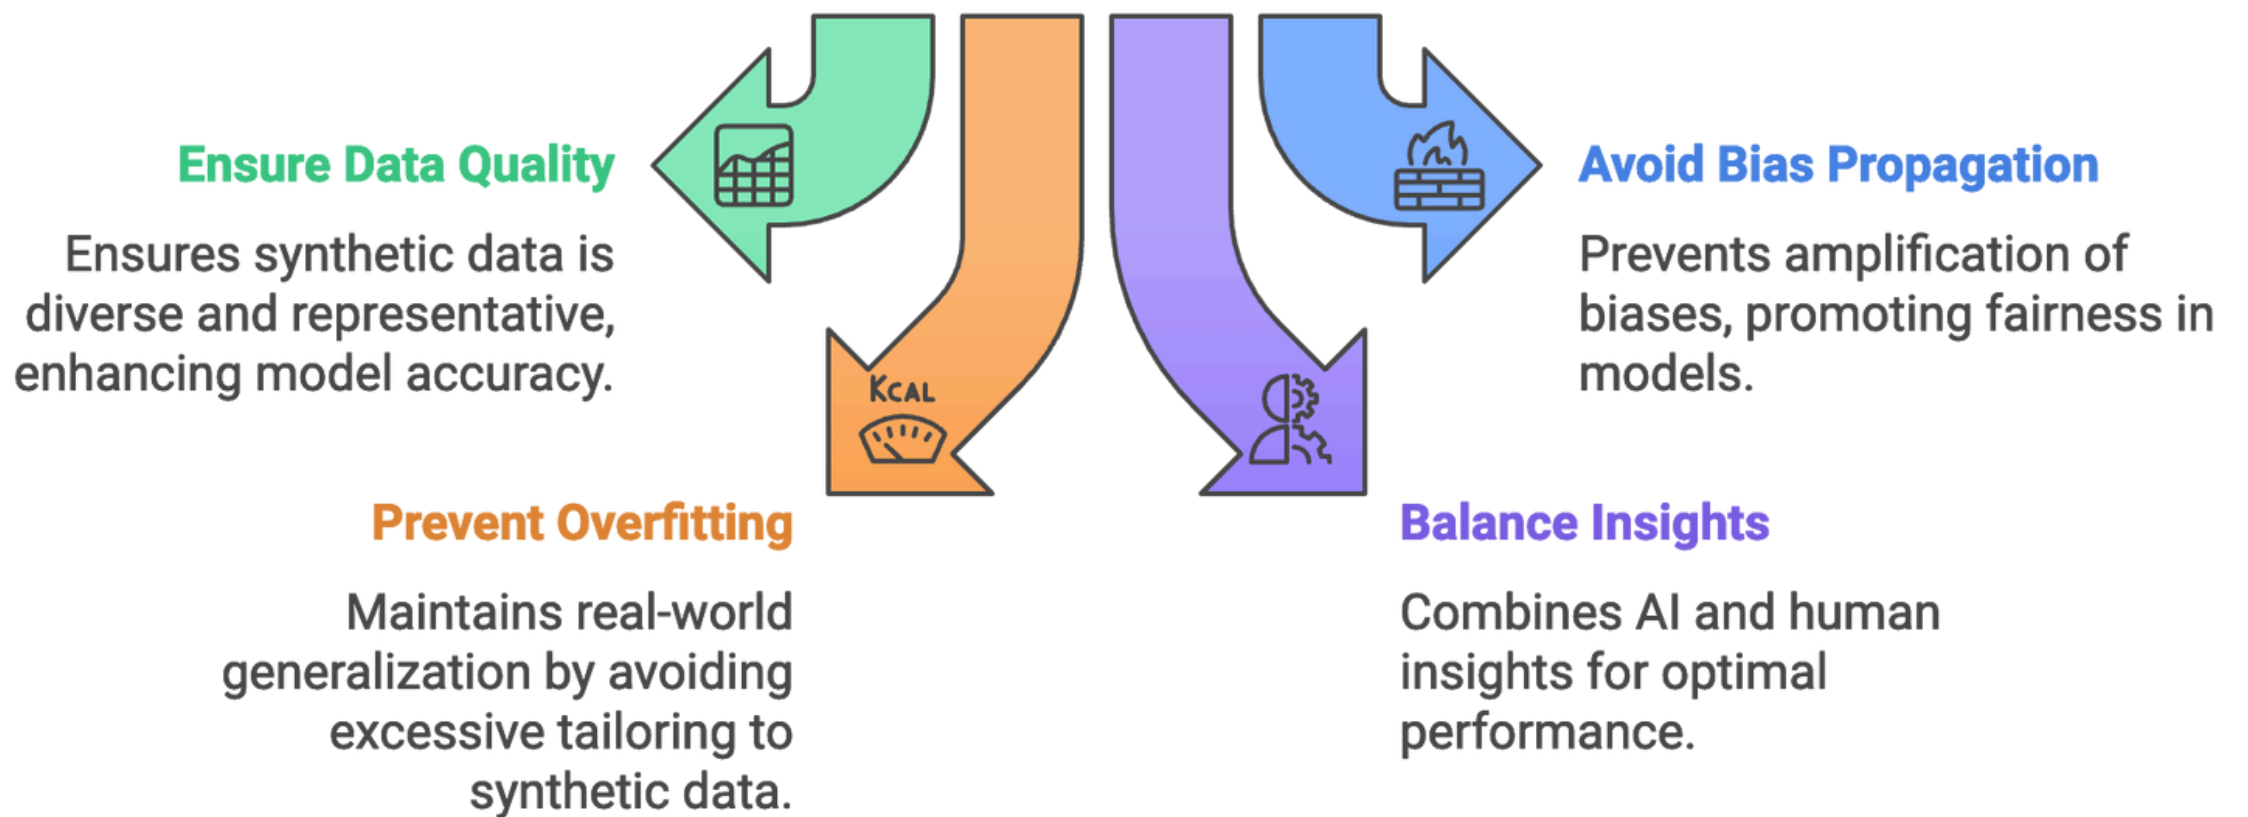 Ensure Data Quality
Ensures synthetic data is
diverse and representative,
enhancing model accuracy.
Avoid Bias Propagation
Prevents amplification of
biases, promoting fairness in
models.
KCAL
Prevent Overfitting
Maintains real-world
generalization by avoiding
excessive tailoring to
synthetic data.
Balance Insights
Combines AI and human
insights for optimal
performance.